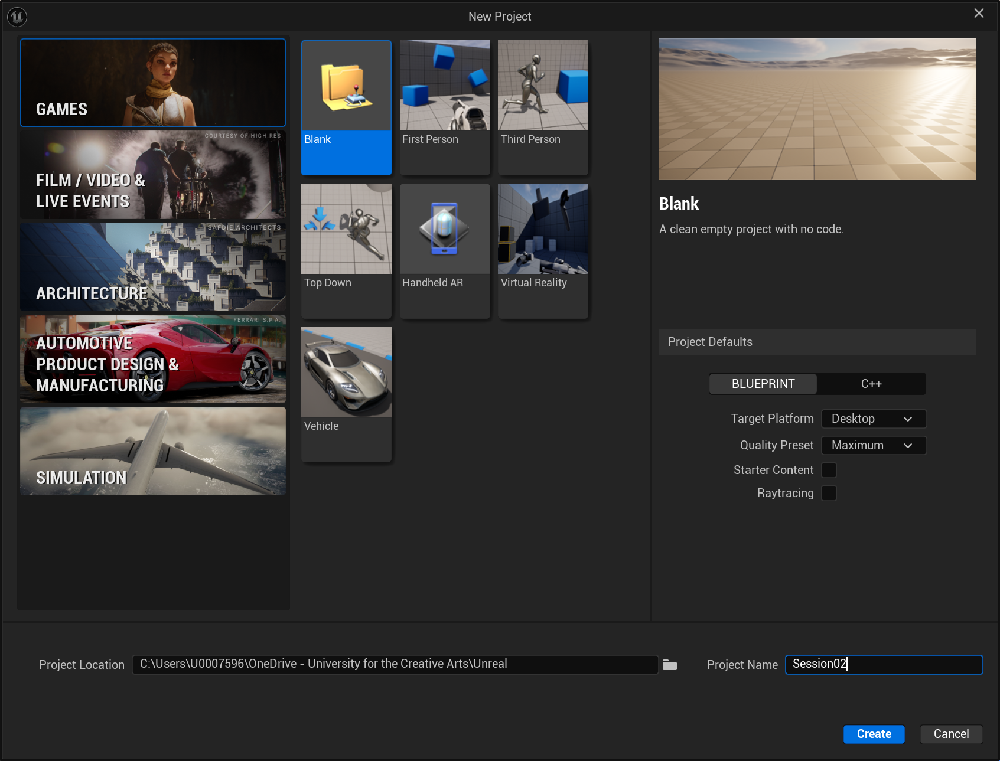 New Project
GAMES
COURTESY OF HIGH RES
FILM / VIDEO &
LIVE EVENTS
SAFDIE ARCHITECTS
ARCHITECTURE
FERRARI S.P.A.
AUTOMOTIVE
PRODUCT DESIGN &
MANUFACTURING
SIMULATION
Blank
First Person
Third Person
Top Down
Handheld AR
Virtual Reality
Vehicle
Blank
A clean empty project with no code.
Project Defaults
BLUEPRINT
C++
Target Platform
Desktop
Quality Preset
Maximum
Starter Content
Raytracing
Project Location
C:\Users\U0007596\OneDrive - University for the Creative Arts\Unreal
Project Name
Session02
Create
Cancel